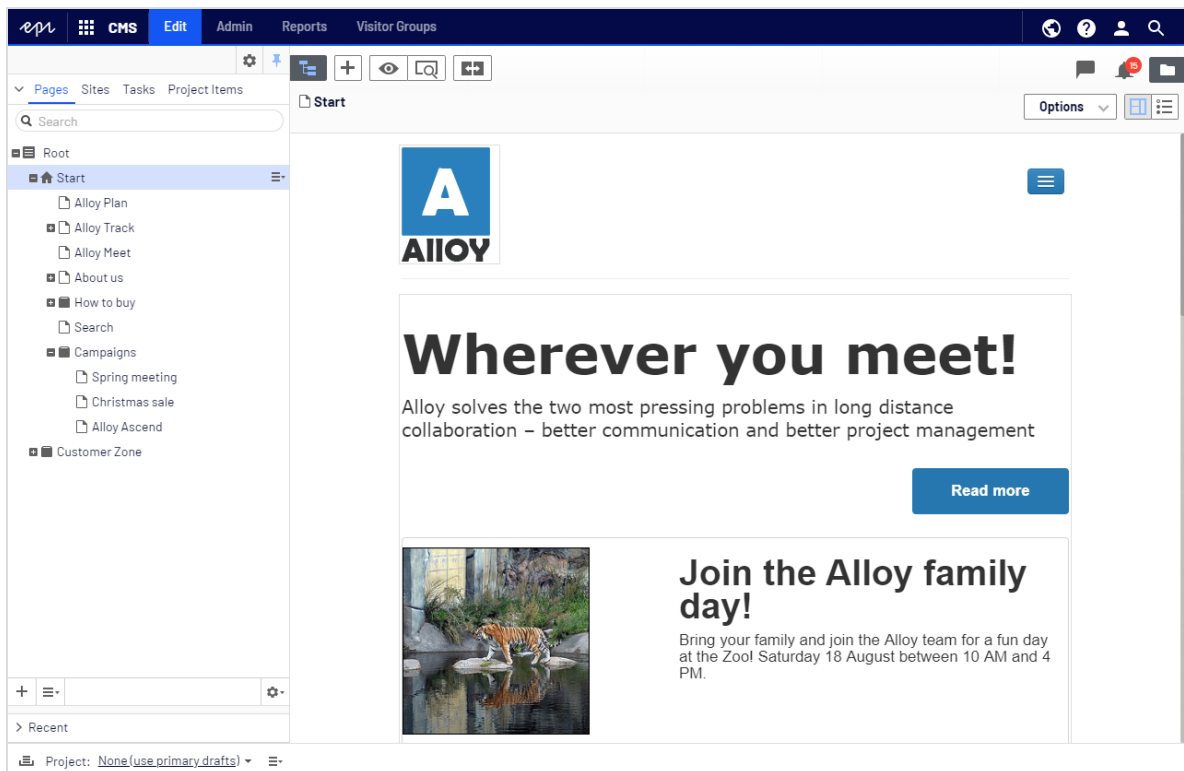 epi CMS Edit Admin Reports Visitor Groups
15
Pages Sites Tasks Project Items
Start
Options
Search
Root
Start
Alloy Plan
Alloy Track
Alloy Meet
About us
How to buy
Search
Campaigns
Spring meeting
Christmas sale
Alloy Ascend
Customer Zone
Recent
Project: None (use primary drafts)
A
Alloy
Wherever you meet!
Alloy solves the two most pressing problems in long distance
collaboration – better communication and better project management
Read more
Join the Alloy family
day!
Bring your family and join the Alloy team for a fun day
at the Zoo! Saturday 18 August between 10 AM and 4
PM.